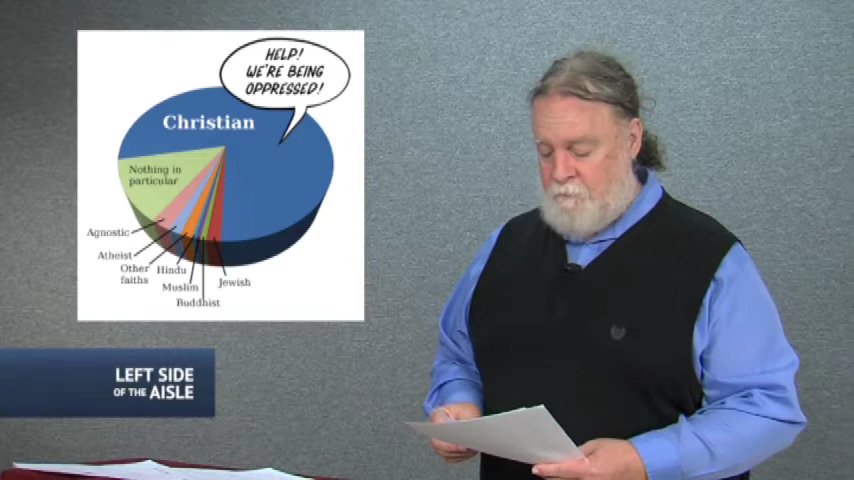 HELP!
WE'RE BEING
OPPRESSED!
Christian
Nothing in
particular
Agnostic
Atheist
Other
faiths
Hindu
Muslim
Buddhist
Jewish
LEFT SIDE
OF THE AISLE